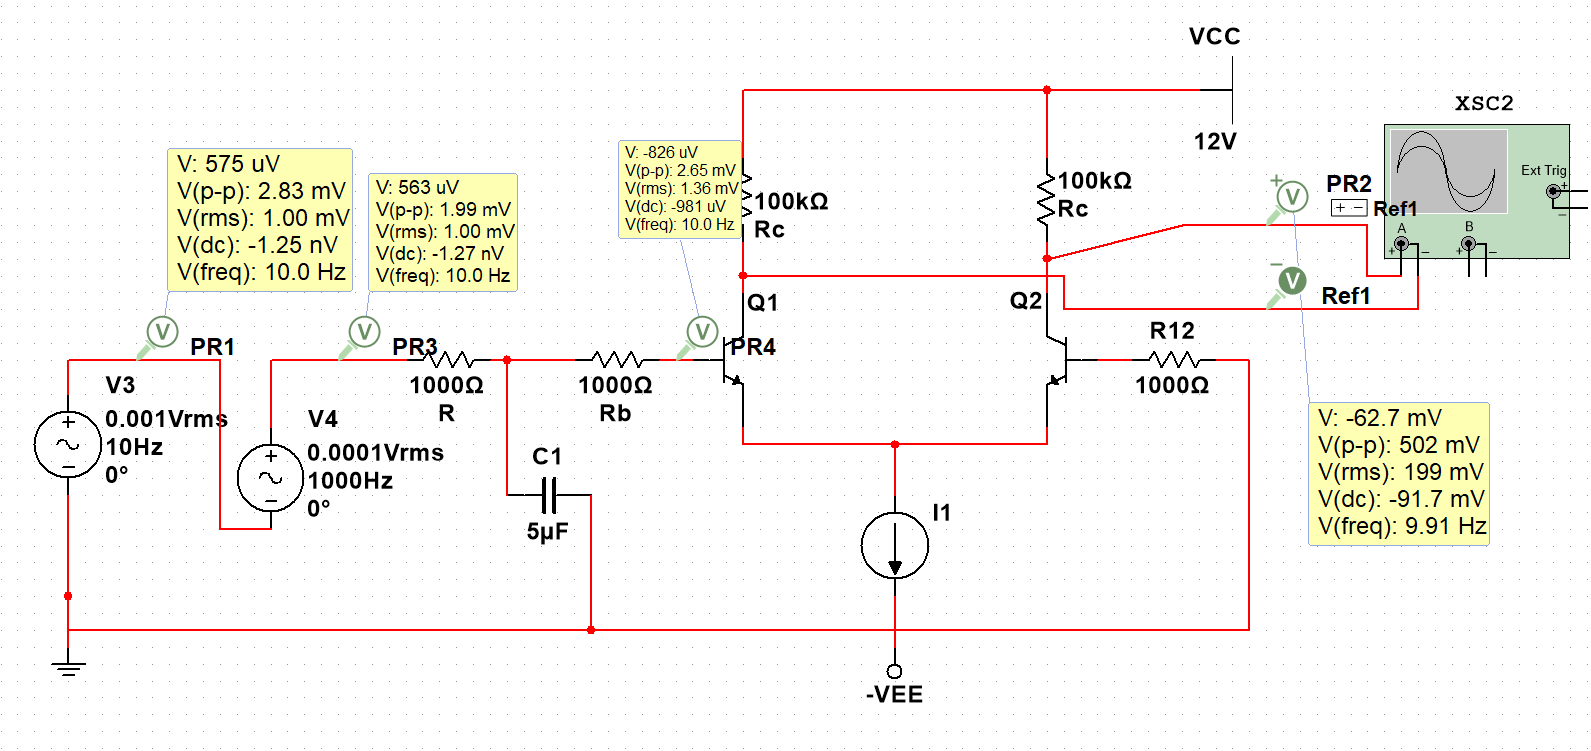 VCC
12V
XSC2
Ext Trig
+
−
A
B
+
−
+
−
V: 575 uV
V(p-p): 2.83 mV
V(rms): 1.00 mV
V(dc): -1.25 nV
V(freq): 10.0 Hz
V: 563 uV
V(p-p): 1.99 mV
V(rms): 1.00 mV
V(dc): -1.27 nV
V(freq): 10.0 Hz
V: -826 uV
V(p-p): 2.65 mV
V(rms): 1.36 mV
V(dc): -981 uV
V(freq): 10.0 Hz
100kΩ
Rc
100kΩ
Rc
+
V
PR2
+ −
Ref1
−
V
Ref1
Q1
Q2
V
PR1
V
PR3
V
PR4
1000Ω
R
1000Ω
Rb
R12
1000Ω
V3
+
−
0.001Vrms
10Hz
0°
V4
+
−
0.0001Vrms
1000Hz
0°
C1
5µF
I1
-VEE
V: -62.7 mV
V(p-p): 502 mV
V(rms): 199 mV
V(dc): -91.7 mV
V(freq): 9.91 Hz